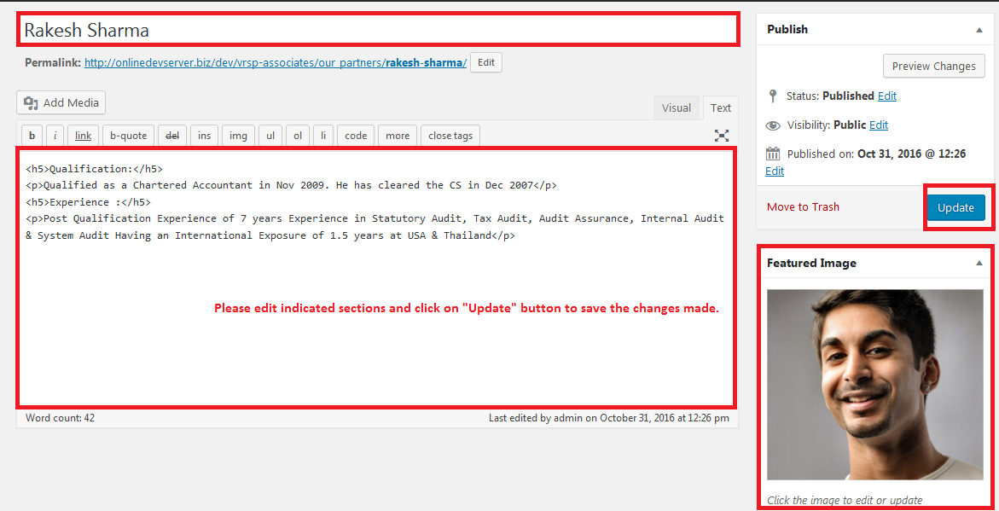 Rakesh Sharma
Permalink: http://onlinedevserver.biz/dev/vrsp-associates/our_partners/rakesh-sharma/ Edit
Add Media
Visual Text
b i link b-quote del ins img ul ol li code more close tags
<h5>Qualification:</h5>
<p>Qualified as a Chartered Accountant in Nov 2009. He has cleared the CS in Dec 2007</p>
<h5>Experience :</h5>
<p>Post Qualification Experience of 7 years Experience in Statutory Audit, Tax Audit, Audit Assurance, Internal Audit
& System Audit Having an International Exposure of 1.5 years at USA & Thailand</p>
Please edit indicated sections and click on "Update" button to save the changes made.
Word count: 42
Last edited by admin on October 31, 2016 at 12:26 pm
Publish
Preview Changes
Status: Published Edit
Visibility: Public Edit
Published on: Oct 31, 2016 @ 12:26
Edit
Move to Trash
Update
Featured Image
Click the image to edit or update